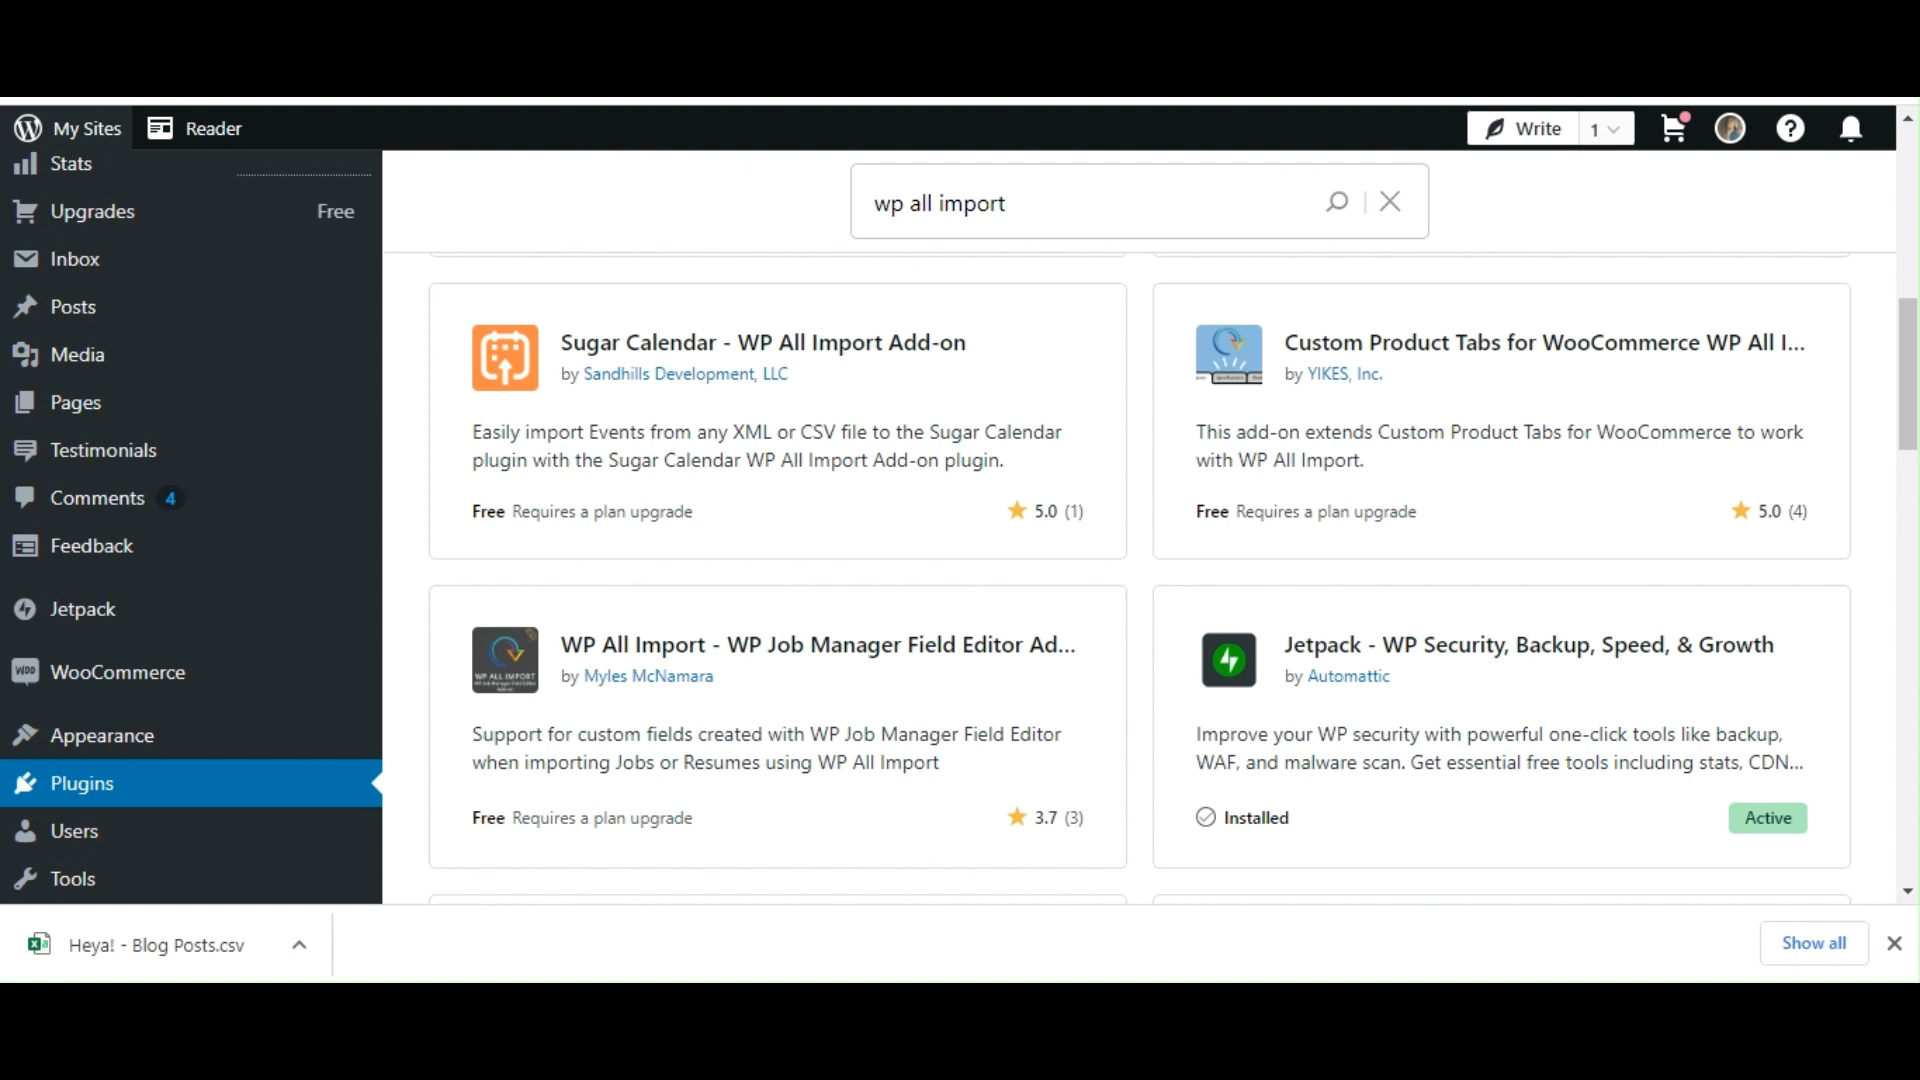 My Sites
Reader
Write
1
Stats
Upgrades Free
Inbox
Posts
Media
Pages
Testimonials
Comments 4
Feedback
Jetpack
WooCommerce
Appearance
Plugins
Users
Tools
wp all import
Sugar Calendar - WP All Import Add-on
by Sandhills Development, LLC
Easily import Events from any XML or CSV file to the Sugar Calendar
plugin with the Sugar Calendar WP All Import Add-on plugin.
Free Requires a plan upgrade
5.0 (1)
Custom Product Tabs for WooCommerce WP All I...
by YIKES, Inc.
This add-on extends Custom Product Tabs for WooCommerce to work
with WP All Import.
Free Requires a plan upgrade
5.0 (4)
WP ALL IMPORT
WP All Import - WP Job Manager Field Editor Ad...
by Myles McNamara
Support for custom fields created with WP Job Manager Field Editor
when importing Jobs or Resumes using WP All Import
Free Requires a plan upgrade
3.7 (3)
Jetpack - WP Security, Backup, Speed, & Growth
by Automattic
Improve your WP security with powerful one-click tools like backup,
WAF, and malware scan. Get essential free tools including stats, CDN...
Installed
Active
Heya! - Blog Posts.csv
Show all